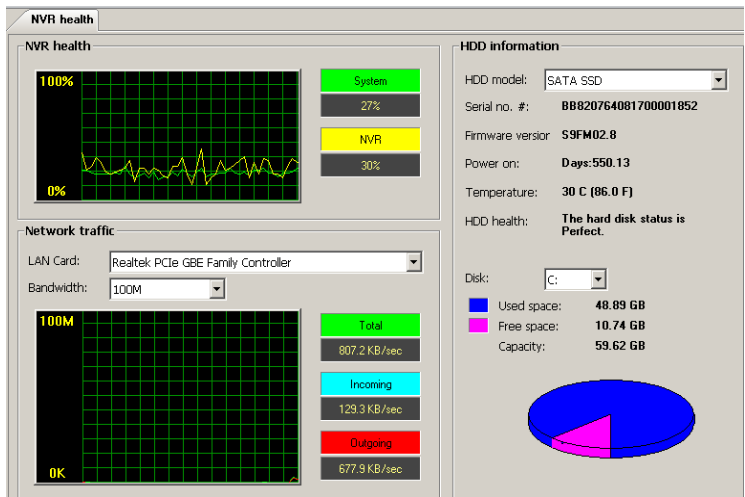 NVR health
NVR health
100%
0%
System
27%
NVR
30%
Network traffic
LAN Card: Realtek PCIe GBE Family Controller
Bandwidth: 100M
100M
0K
Total
807.2 KB/sec
Incoming
129.3 KB/sec
Outgoing
677.9 KB/sec
HDD information
HDD model: SATA SSD
Serial no. #: BB820764081700001852
Firmware versior S9FM02.8
Power on: Days:550.13
Temperature: 30 C (86.0 F)
HDD health: The hard disk status is
Perfect.
Disk: C:
Used space: 48.89 GB
Free space: 10.74 GB
Capacity: 59.62 GB